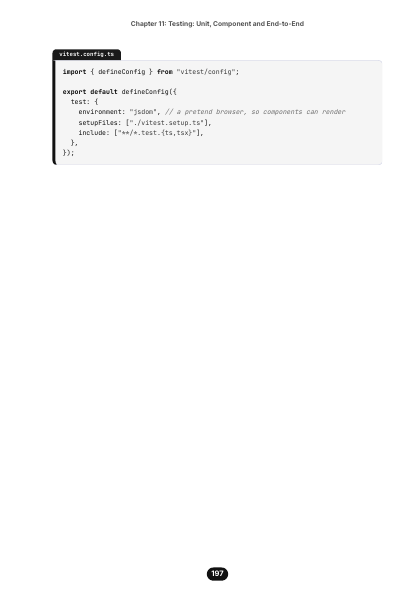 Chapter 11: Testing: Unit, Component and End-to-End
vitest.config.ts
import { defineConfig } from "vitest/config";

export default defineConfig({
  test: {
    environment: "jsdom", // a pretend browser, so components can render
    setupFiles: ["./vitest.setup.ts"],
    include: ["**/*.test.{ts,tsx}"],
  },
});
197